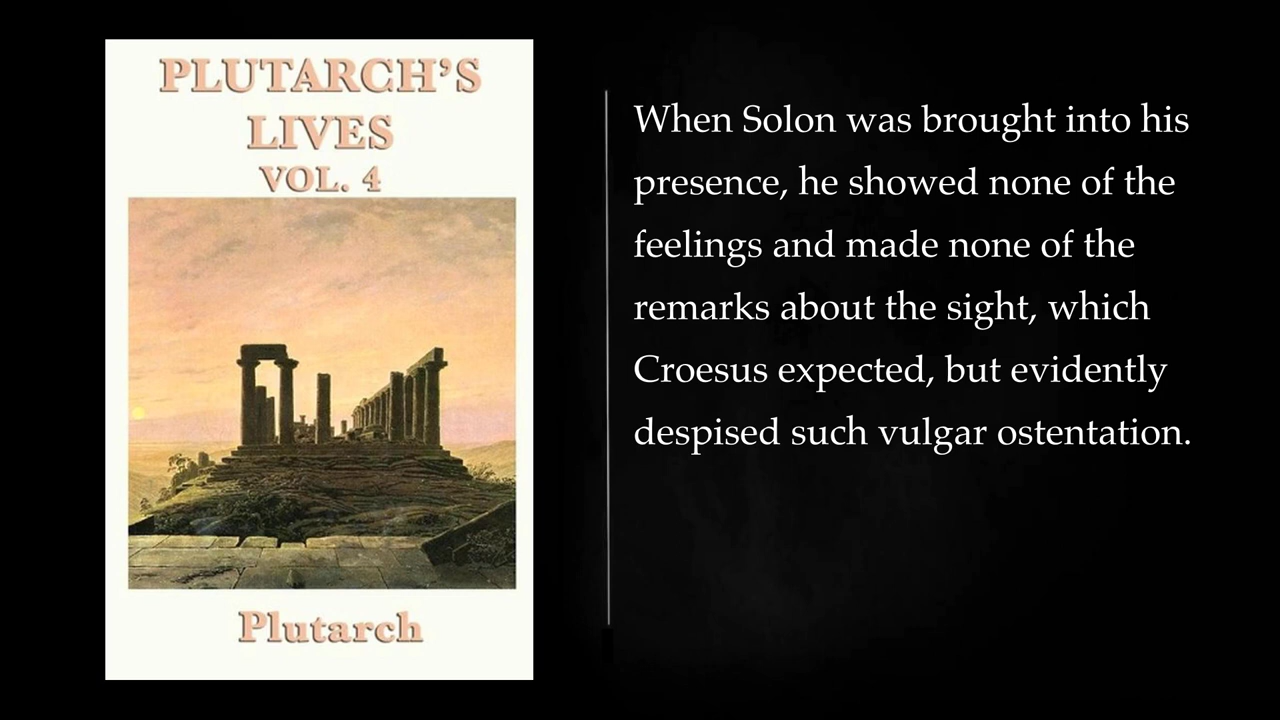 PLUTARCH'S
LIVES
VOL. 4
Plutarch
When Solon was brought into his
presence, he showed none of the
feelings and made none of the
remarks about the sight, which
Croesus expected, but evidently
despised such vulgar ostentation.